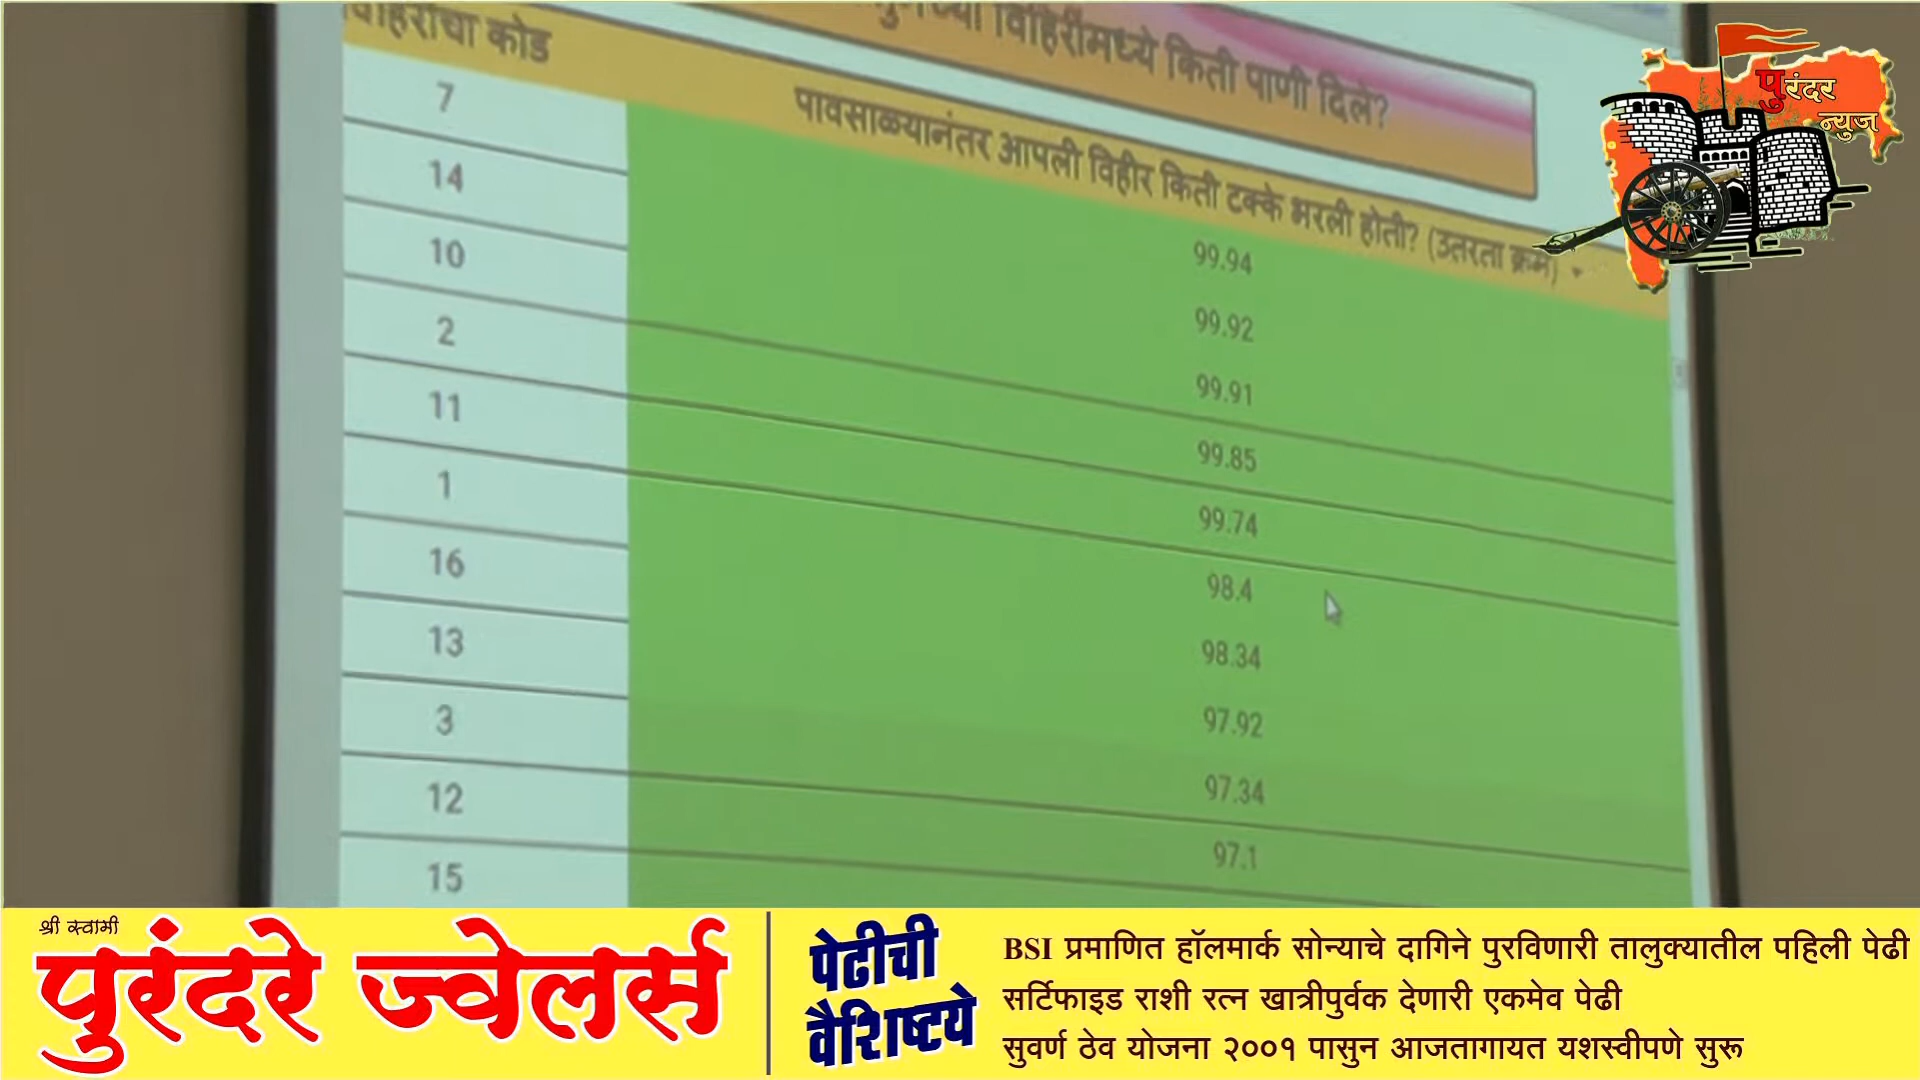 विहिरींमध्ये किती पाणी दिले?
कोड
पावसाळ्यानंतर आपली विहीर किती टक्के भरली होती? (उतरता क्रम)
7
99.94
14
99.92
10
99.91
2
99.85
11
99.74
1
98.4
16
98.34
13
97.92
3
97.34
12
97.1
15
पुरंदर
न्युज
श्री स्वामी
पुरंदरे ज्वेलर्स
पेढीची
वैशिष्ट्ये
BSI प्रमाणित हॉलमार्क सोन्याचे दागिने पुरविणारी तालुक्यातील पहिली पेढी
सर्टिफाइड राशी रत्न खात्रीपुर्वक देणारी एकमेव पेढी
सुवर्ण ठेव योजना २००१ पासुन आजतागायत यशस्वीपणे सुरू